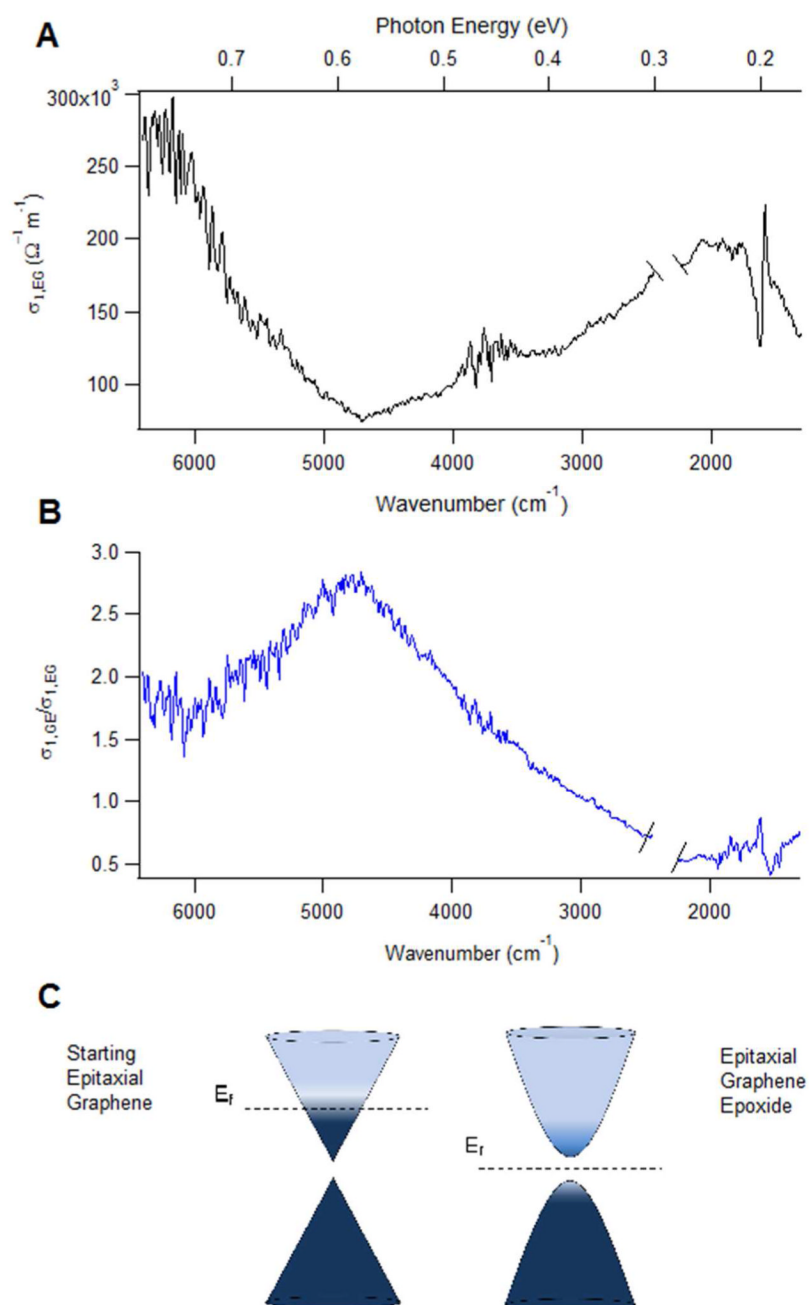 A
Photon Energy (eV)
0.7 0.6 0.5 0.4 0.3 0.2
300x10³
250
200
150
100
σ1,EG (Ω⁻¹ m⁻¹)
6000 5000 4000 3000 2000
Wavenumber (cm⁻¹)
B
3.0
2.5
2.0
1.5
1.0
0.5
σ1,GE/σ1,EG
6000 5000 4000 3000 2000
Wavenumber (cm⁻¹)
C
Starting
Epitaxial
Graphene
Ef
Ef
Epitaxial
Graphene
Epoxide